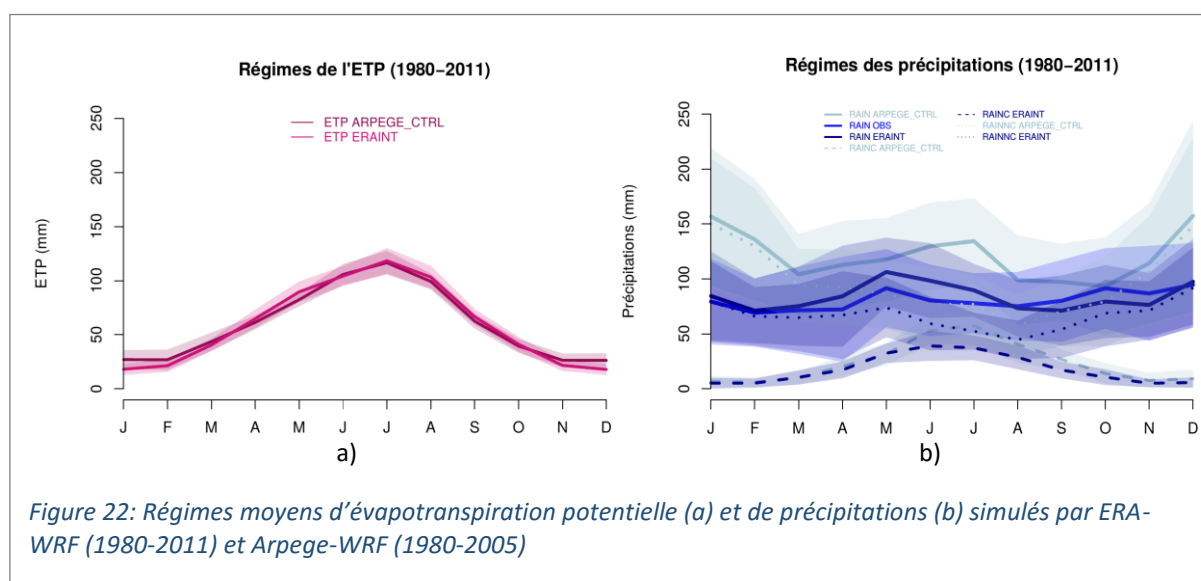 Régimes de l'ETP (1980−2011)
ETP ARPEGE_CTRL
ETP ERAINT
ETP (mm)
250
200
150
100
50
0
J F M A M J J A S O N D
a)
Régimes des précipitations (1980−2011)
RAIN ARPEGE_CTRL
RAIN OBS
RAIN ERAINT
RAINC ARPEGE_CTRL
RAINC ERAINT
RAINNC ARPEGE_CTRL
RAINNC ERAINT
Précipitations (mm)
250
200
150
100
50
0
J F M A M J J A S O N D
b)
Figure 22: Régimes moyens d'évapotranspiration potentielle (a) et de précipitations (b) simulés par ERA-
WRF (1980-2011) et Arpege-WRF (1980-2005)